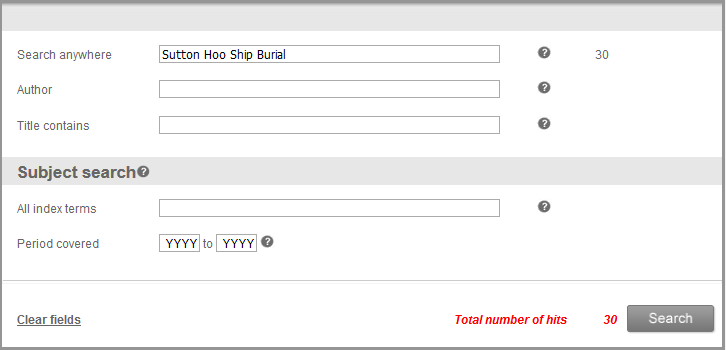 Search anywhere Sutton Hoo Ship Burial ? 30
Author ?
Title contains ?
Subject search ?
All index terms ?
Period covered YYYY to YYYY ?
Clear fields Total number of hits 30 Search